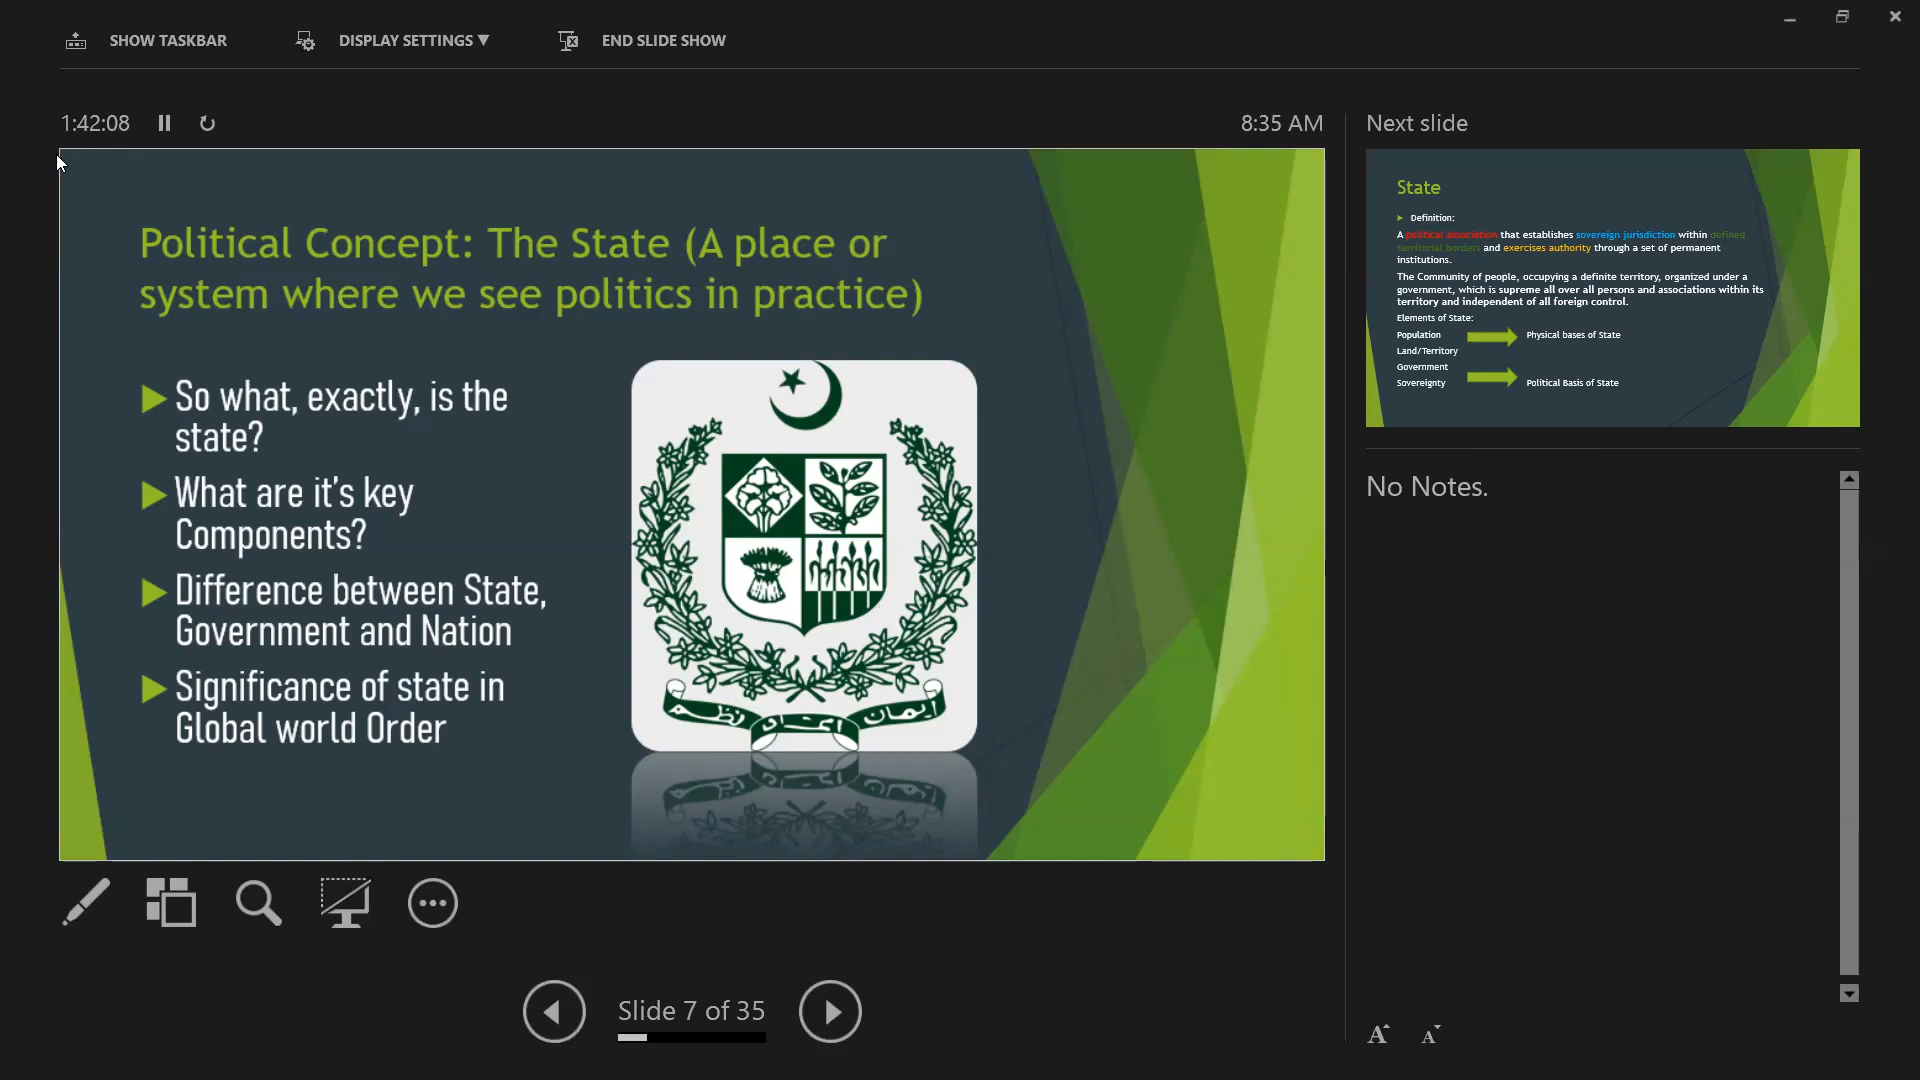 SHOW TASKBAR
DISPLAY SETTINGS ▼
END SLIDE SHOW
1:42:08
8:35 AM
Political Concept: The State (A place or
system where we see politics in practice)
So what, exactly, is the
state?
What are it's key
Components?
Difference between State,
Government and Nation
Significance of state in
Global world Order
ایمان اتحاد نظم
Next slide
State
Definition:
A political association that establishes sovereign jurisdiction within defined
territorial borders and exercises authority through a set of permanent
institutions.
The Community of people, occupying a definite territory, organized under a
government, which is supreme all over all persons and associations within its
territory and independent of all foreign control.
Elements of State:
Population
Physical bases of State
Land/Territory
Government
Sovereignty
Political Basis of State
No Notes.
Slide 7 of 35
A A